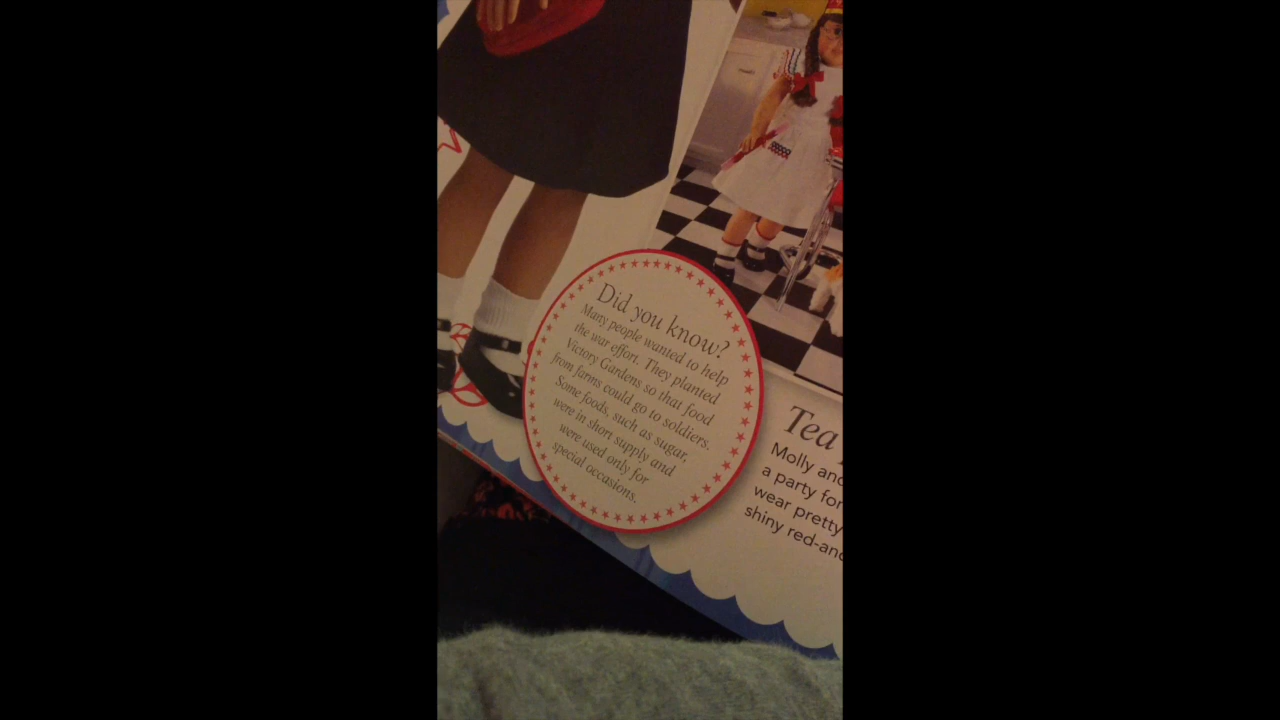 Did you know?
Many people wanted to help
the war effort. They planted
Victory Gardens so that food
from farms could go to soldiers.
Some foods, such as sugar,
were in short supply and
were used only for
special occasions.
Tea
Molly and
a party for
wear pretty
shiny red-and